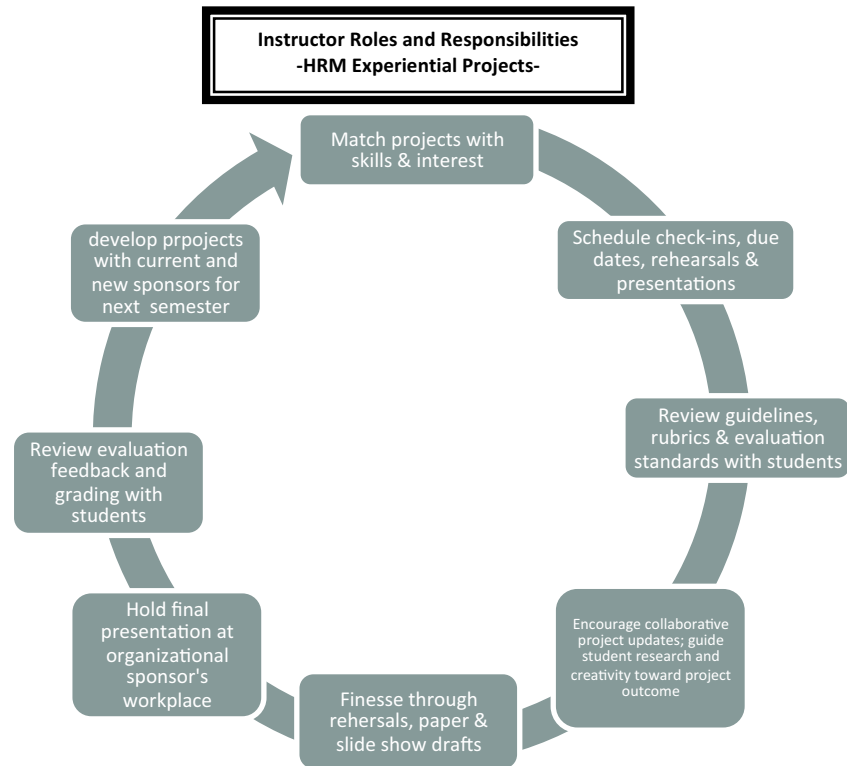 Instructor Roles and Responsibilities
-HRM Experiential Projects-
Match projects with
skills & interest
Schedule check-ins, due
dates, rehearsals &
presentations
Review guidelines,
rubrics & evaluation
standards with students
Encourage collaborative
project updates; guide
student research and
creativity toward project
outcome
Finesse through
rehersals, paper &
slide show drafts
Hold final
presentation at
organizational
sponsor's
workplace
Review evaluation
feedback and
grading with
students
develop prpojects
with current and
new sponsors for
next semester